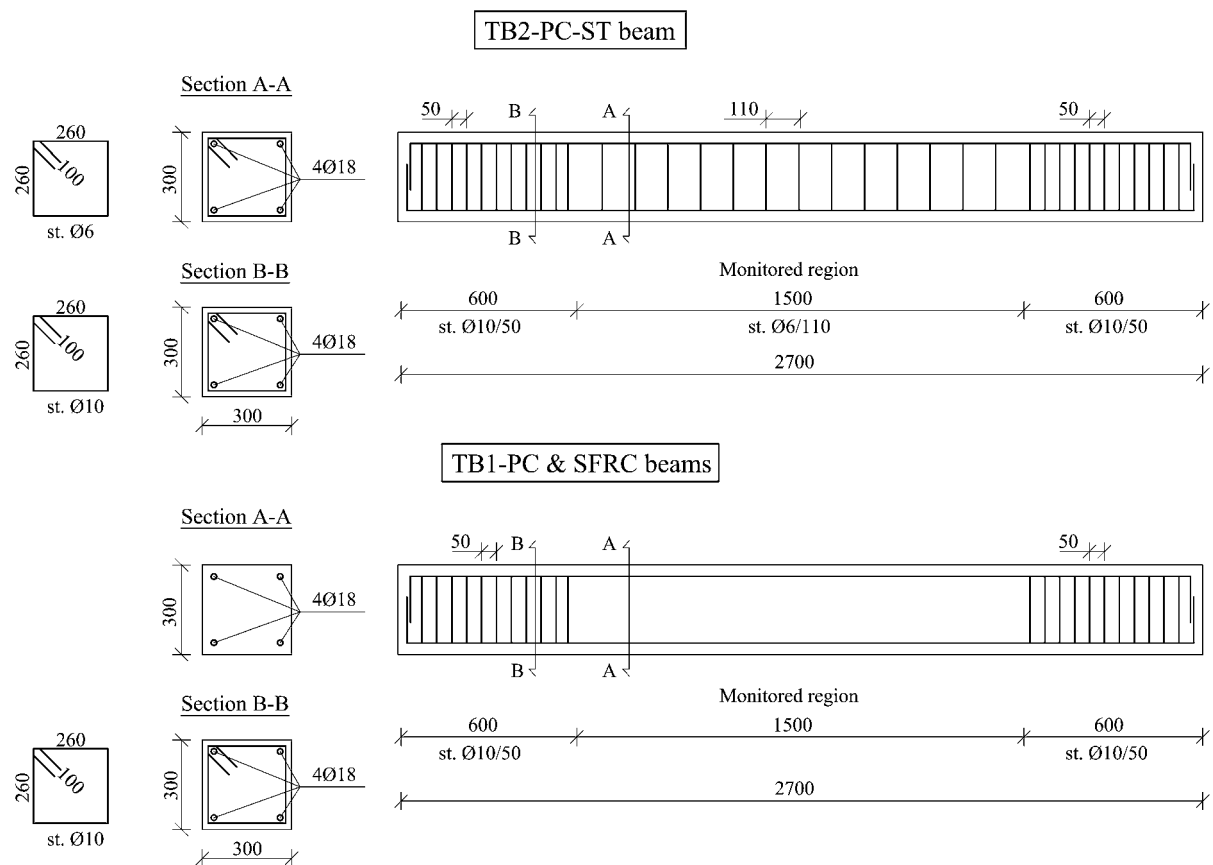 TB2-PC-ST beam
Section A-A
260
260
100
st. Ø6
300
4Ø18
50
B
A
110
50
B
A
Section B-B
260
260
100
st. Ø10
300
4Ø18
300
Monitored region
600
1500
600
st. Ø10/50
st. Ø6/110
st. Ø10/50
2700
TB1-PC & SFRC beams
Section A-A
300
4Ø18
50
B
A
50
B
A
Section B-B
260
260
100
st. Ø10
300
4Ø18
300
Monitored region
600
1500
600
st. Ø10/50
st. Ø10/50
2700